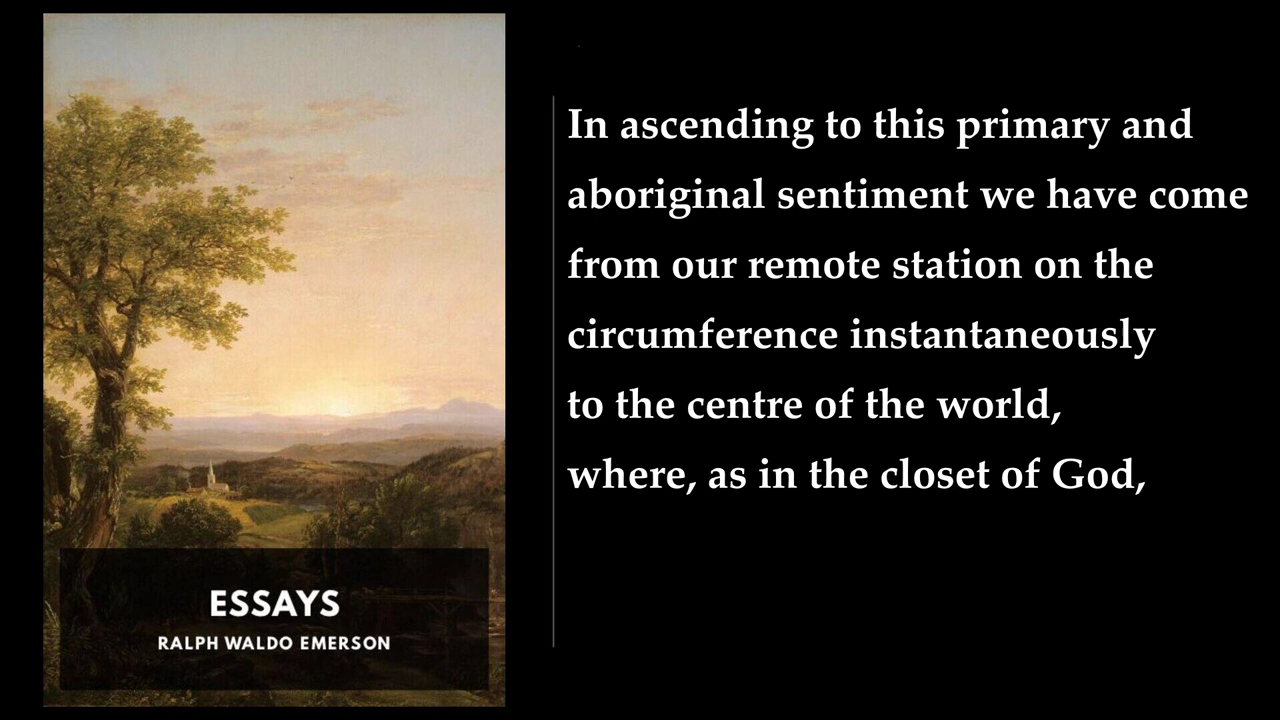 In ascending to this primary and
aboriginal sentiment we have come
from our remote station on the
circumference instantaneously
to the centre of the world,
where, as in the closet of God,
ESSAYS
RALPH WALDO EMERSON